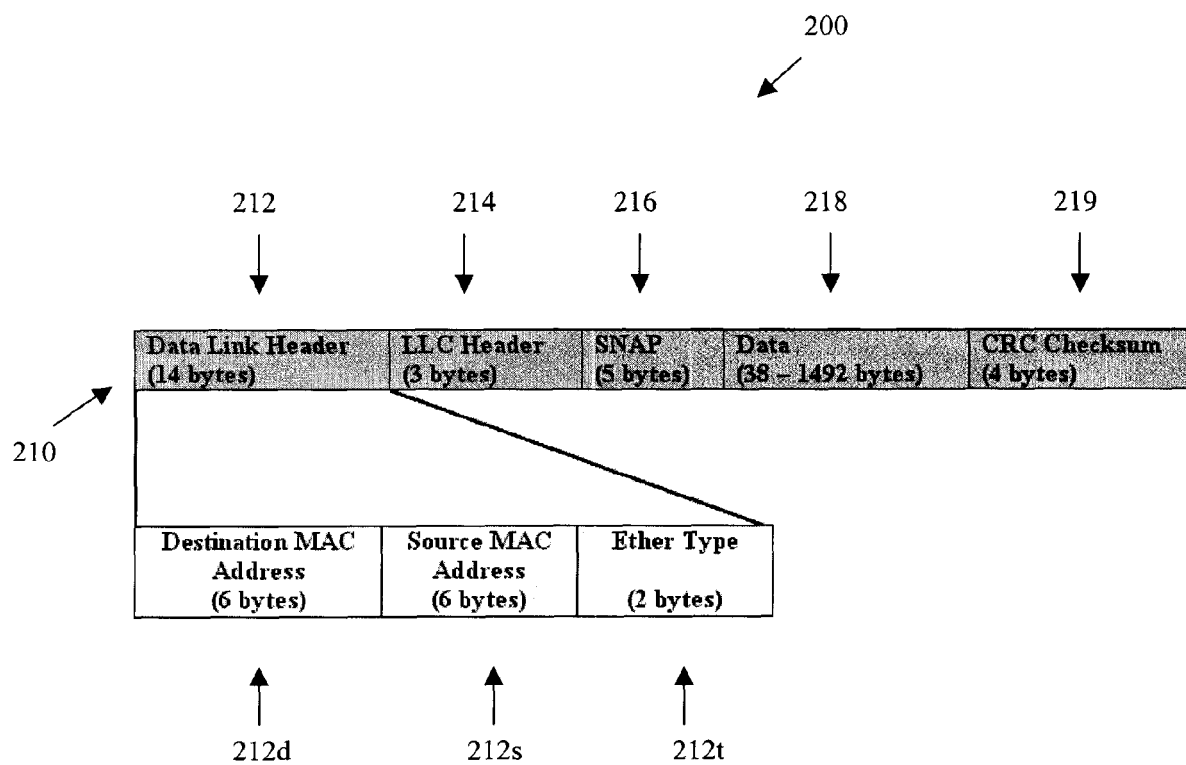 200
212 214 216 218 219
Data Link Header LLC Header SNAP Data CRC Checksum
(14 bytes) (3 bytes) (5 bytes) (38 – 1492 bytes) (4 bytes)
210
Destination MAC Source MAC Ether Type
Address Address
(6 bytes) (6 bytes) (2 bytes)
212d 212s 212t